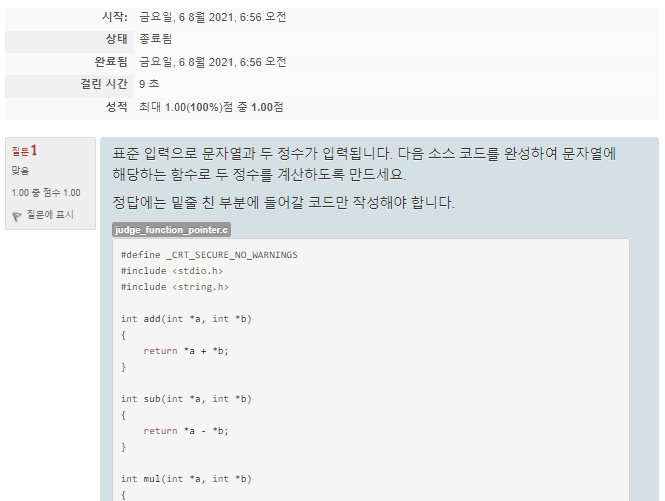 시작: 금요일, 6 8월 2021, 6:56 오전
상태 종료됨
완료됨 금요일, 6 8월 2021, 6:56 오전
걸린 시간 9 초
성적 최대 1.00(100%)점 중 1.00점
질문 1
맞음
1.00 중 점수 1.00
질문에 표시
표준 입력으로 문자열과 두 정수가 입력됩니다. 다음 소스 코드를 완성하여 문자열에
해당하는 함수로 두 정수를 계산하도록 만드세요.
정답에는 밑줄 친 부분에 들어갈 코드만 작성해야 합니다.
judge_function_pointer.c
#define _CRT_SECURE_NO_WARNINGS
#include <stdio.h>
#include <string.h>
int add(int *a, int *b)
{
    return *a + *b;
}
int sub(int *a, int *b)
{
    return *a - *b;
}
int mul(int *a, int *b)
{